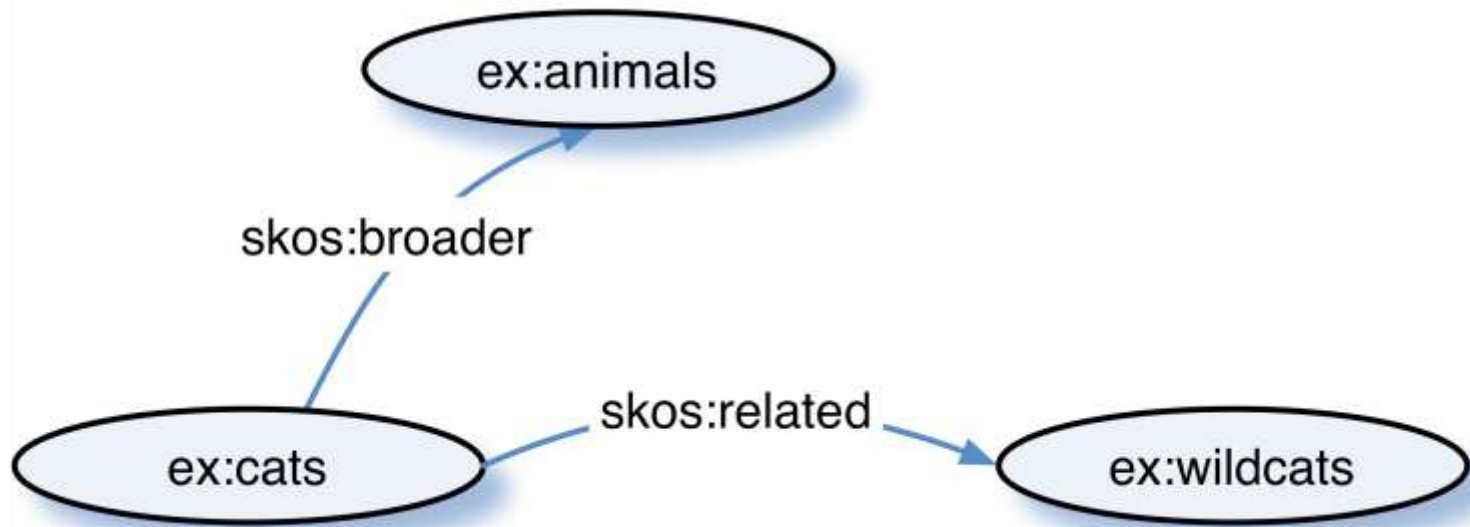 ex:animals
skos:broader
skos:related
ex:cats
ex:wildcats